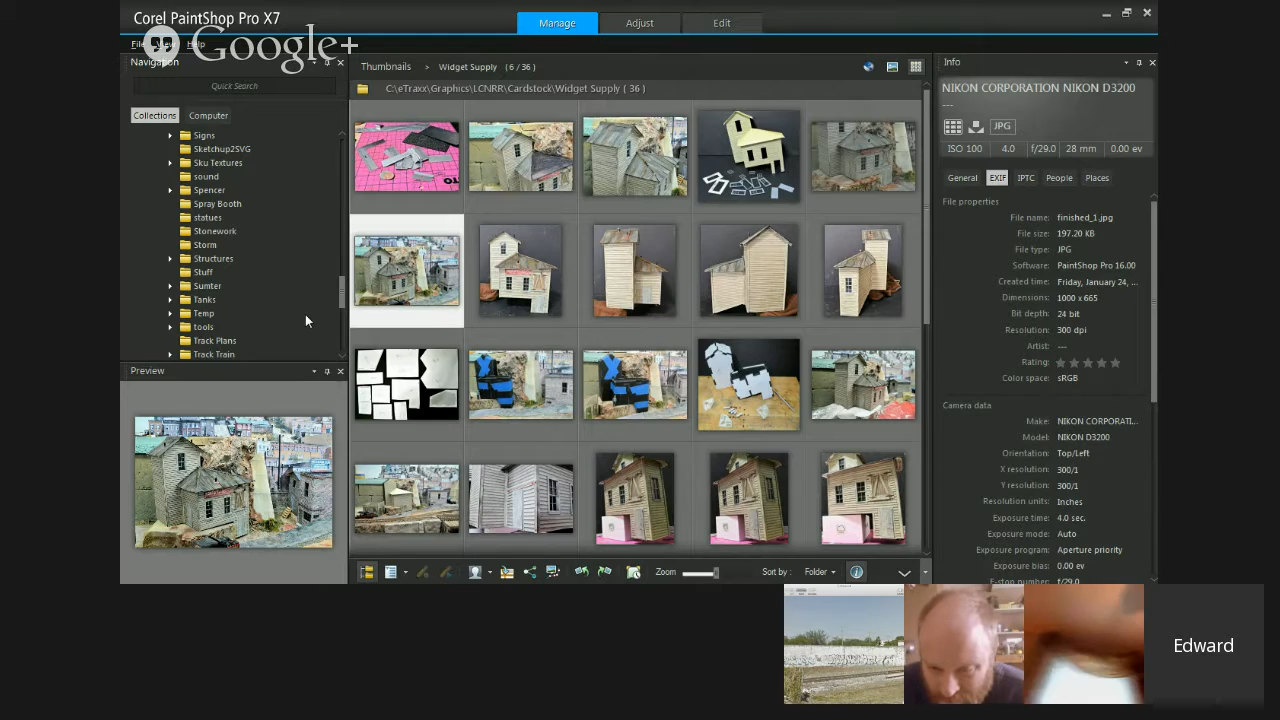 Corel PaintShop Pro X7
Manage
Adjust
Edit
File View Help
Google+
Navigation
Quick Search
Collections
Computer
Signs
Sketchup2SVG
Sku Textures
sound
Spencer
Spray Booth
statues
Stonework
Storm
Structures
Stuff
Sumter
Tanks
Temp
tools
Track Plans
Track Train
Preview
Thumbnails > Widget Supply ( 6 / 36 )
C:\eTraxx\Graphics\LCNRR\Cardstock\Widget Supply ( 36 )
Zoom
Sort by : Folder
Info
NIKON CORPORATION NIKON D3200
---
JPG
ISO 100 4.0 f/29.0 28 mm 0.00 ev
General EXIF IPTC People Places
File properties
File name: finished_1.jpg
File size: 197.20 KB
File type: JPG
Software: PaintShop Pro 16.00
Created time: Friday, January 24, ...
Dimensions: 1000 x 665
Bit depth: 24 bit
Resolution: 300 dpi
Artist: ---
Rating:
Color space: sRGB
Camera data
Make: NIKON CORPORATI...
Model: NIKON D3200
Orientation: Top/Left
X resolution: 300/1
Y resolution: 300/1
Resolution units: Inches
Exposure time: 4.0 sec.
Exposure mode: Auto
Exposure program: Aperture priority
Exposure bias: 0.00 ev
F-stop number: f/29.0
Edward